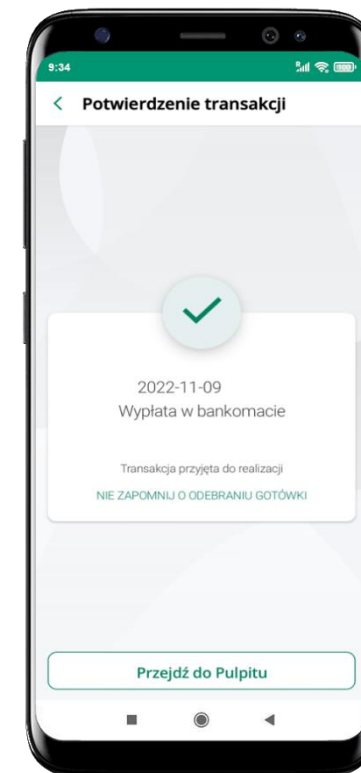 9:34
Potwierdzenie transakcji
2022-11-09
Wypłata w bankomacie
Transakcja przyjęta do realizacji
NIE ZAPOMNIJ O ODEBRANIU GOTÓWKI
Przejdź do Pulpitu